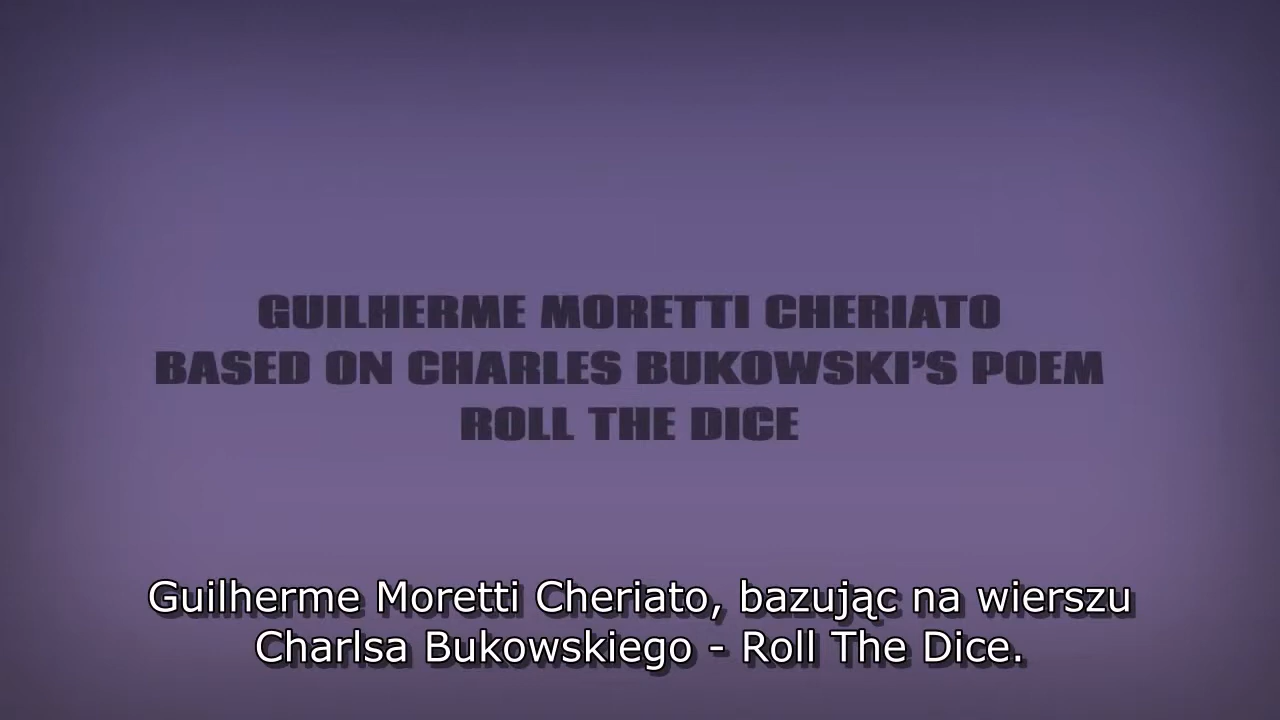 GUILHERME MORETTI CHERIATO
BASED ON CHARLES BUKOWSKI’S POEM
ROLL THE DICE
Guilherme Moretti Cheriato, bazując na wierszu
Charlsa Bukowskiego - Roll The Dice.